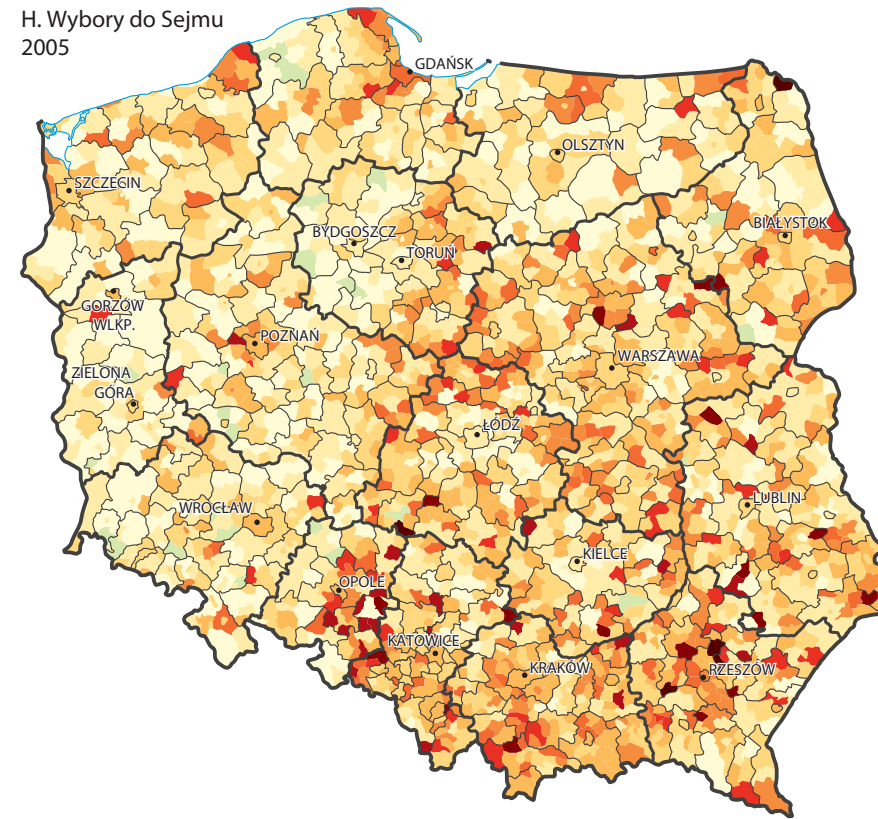 H. Wybory do Sejmu
2005
GDAŃSK
OLSZTYN
SZCZECIN
BIAŁYSTOK
BYDGOSZCZ
TORUŃ
GORZÓW
WLKP.
POZNAŃ
WARSZAWA
ZIELONA
GÓRA
ŁÓDŹ
LUBLIN
WROCŁAW
KIELCE
OPOLE
KATOWICE
KRAKÓW
RZESZÓW